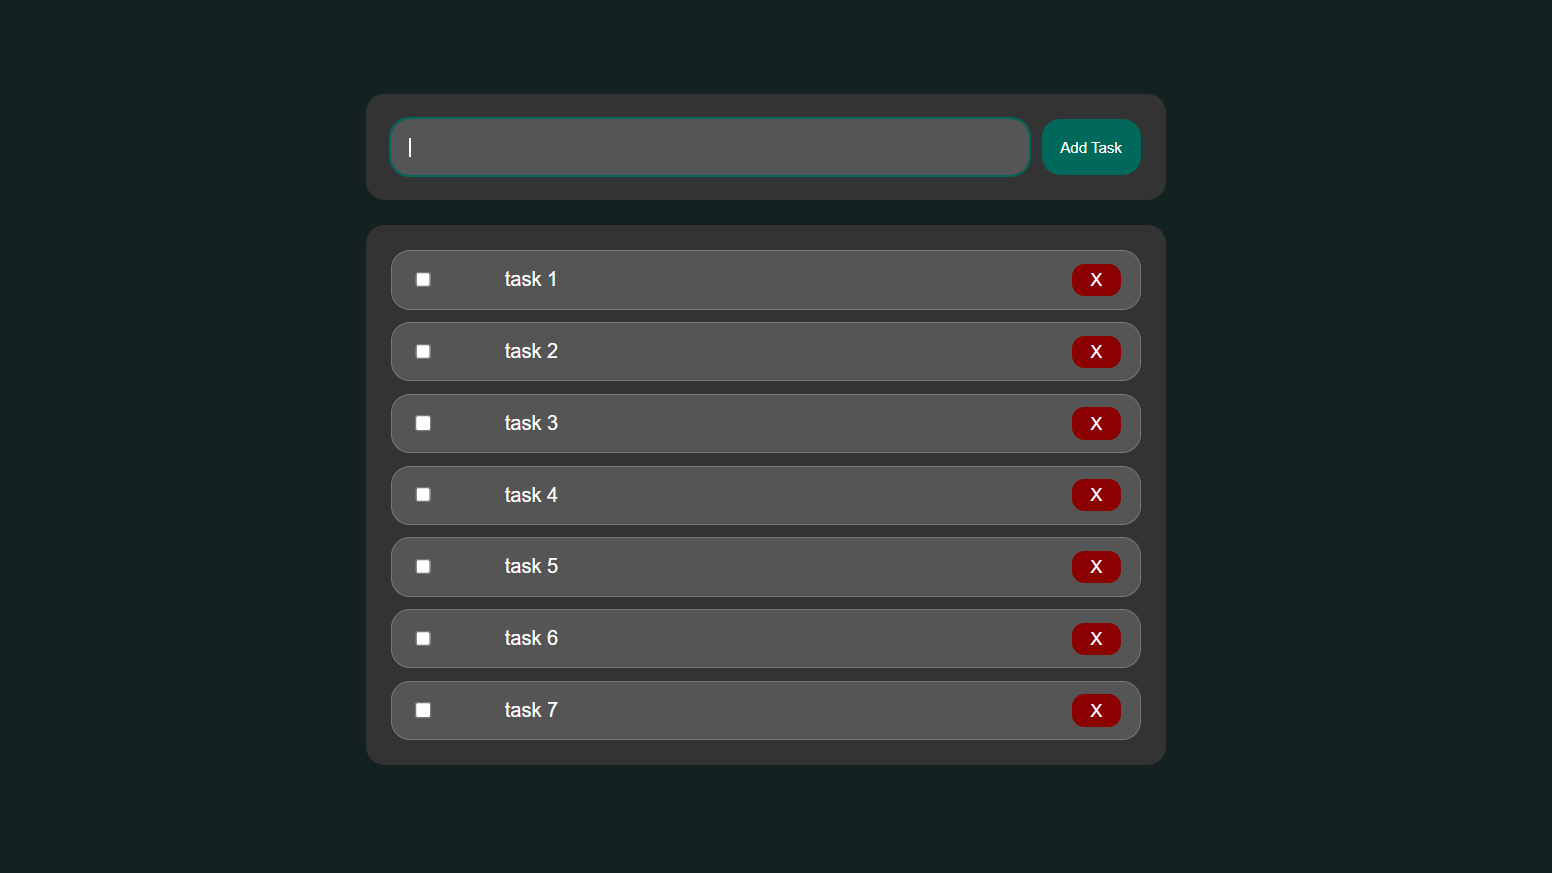 Add Task
task 1 X
task 2 X
task 3 X
task 4 X
task 5 X
task 6 X
task 7 X